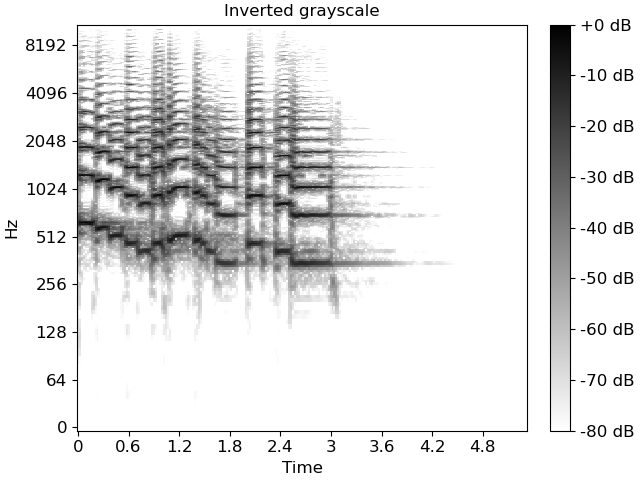 Inverted grayscale
8192
4096
2048
1024
512
256
128
64
0
Hz
0 0.6 1.2 1.8 2.4 3 3.6 4.2 4.8
Time
+0 dB
-10 dB
-20 dB
-30 dB
-40 dB
-50 dB
-60 dB
-70 dB
-80 dB